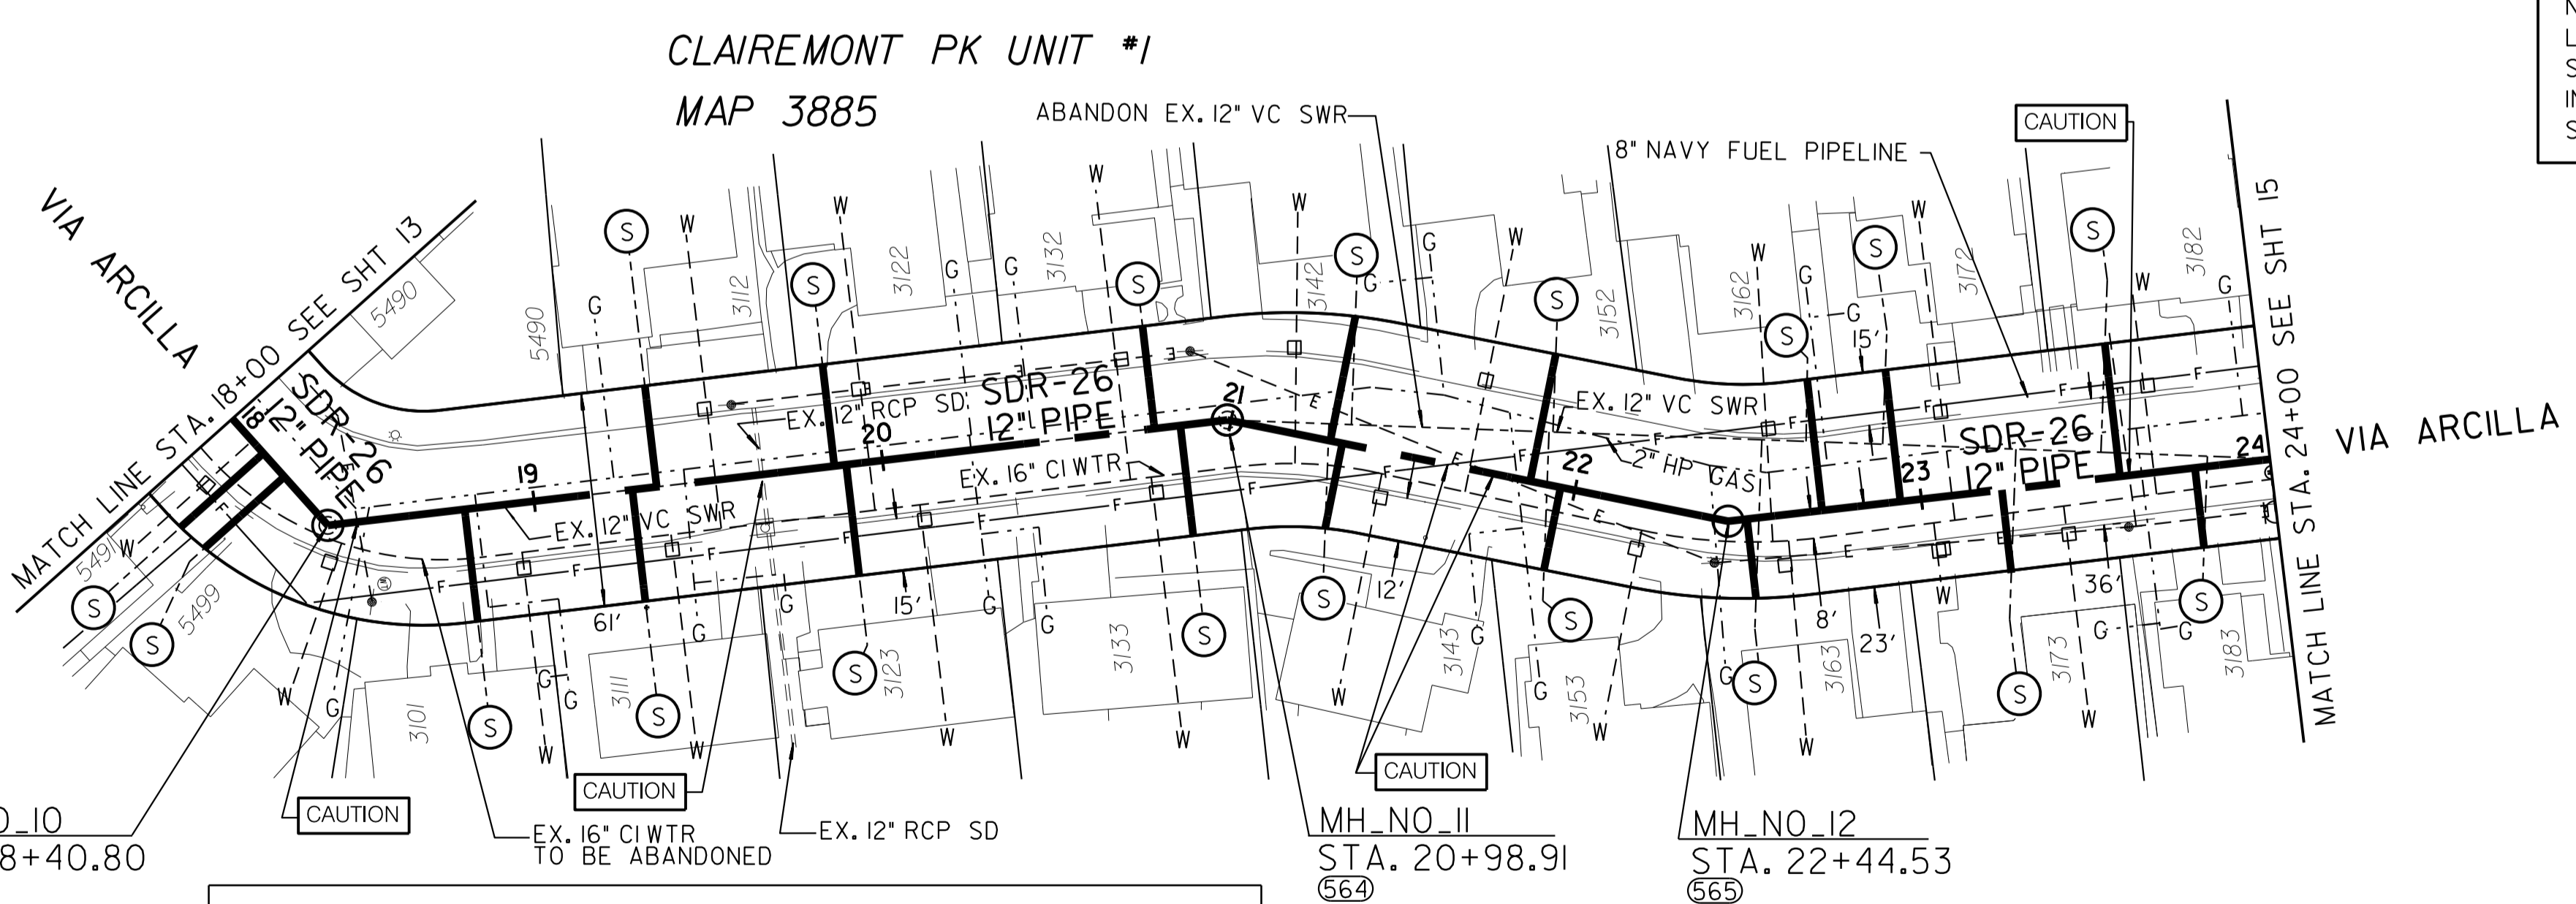 CLAIREMONT PK UNIT #1
MAP 3885
ABANDON EX. 12" VC SWR
8" NAVY FUEL PIPELINE
CAUTION
VIA ARCILLA
MATCH LINE STA. 18+00 SEE SHT 13
5490
5490
3112
3122
3132
3142
3152
3162
3172
3182
15'
18
SDR-26
12" PIPE
19
EX. 12" RCP SD
20
SDR-26
12" PIPE
21
EX. 12" VC SWR
22
2" HP GAS
23
SDR-26
12" PIPE
24
MATCH LINE STA. 24+00 SEE SHT 15
VIA ARCILLA
EX. 12" VC SWR
EX. 16" CI WTR
5499
3101
61'
3111
3123
15'
3133
12'
3143
3153
8'
3163
23'
3173
36'
3183
CAUTION
CAUTION
CAUTION
EX. 16" CI WTR
TO BE ABANDONED
EX. 12" RCP SD
8+40.80
MH_NO_11
STA. 20+98.91
564
MH_NO_12
STA. 22+44.53
565